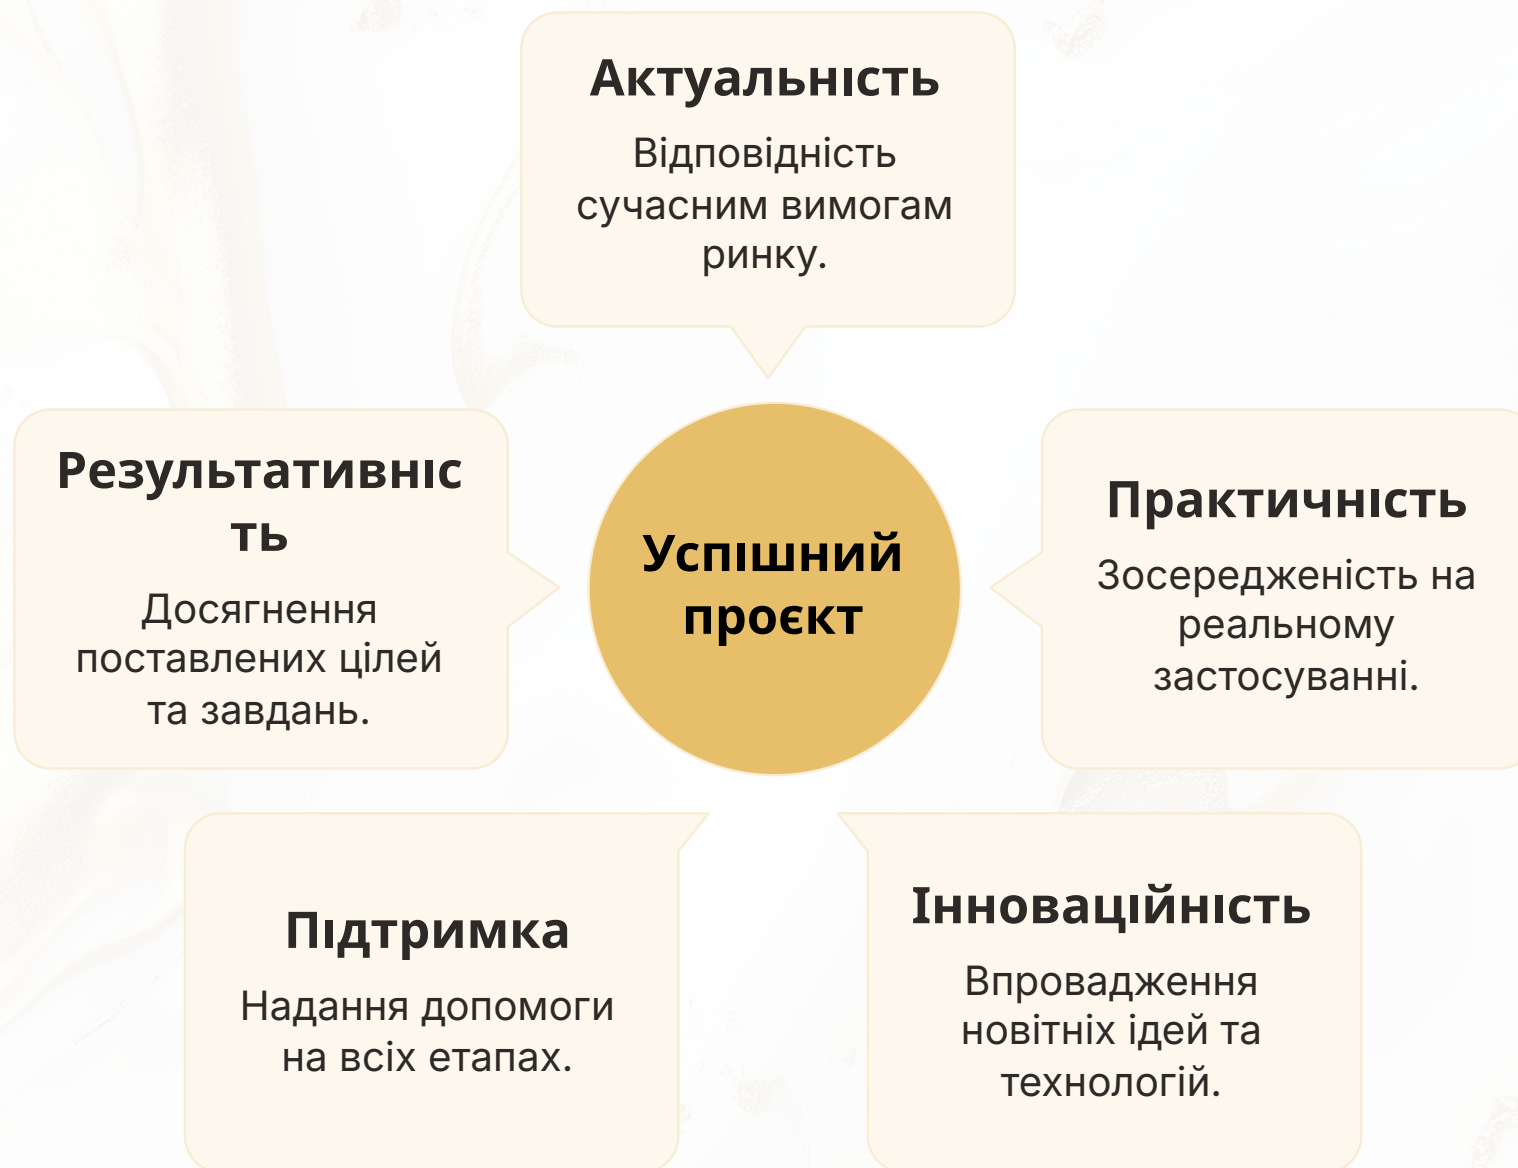 Актуальність
Відповідність
сучасним вимогам
ринку.
Результативніс
ть
Досягнення
поставлених цілей
та завдань.
Успішний
проєкт
Практичність
Зосередженість на
реальному
застосуванні.
Підтримка
Надання допомоги
на всіх етапах.
Інноваційність
Впровадження
новітніх ідей та
технологій.